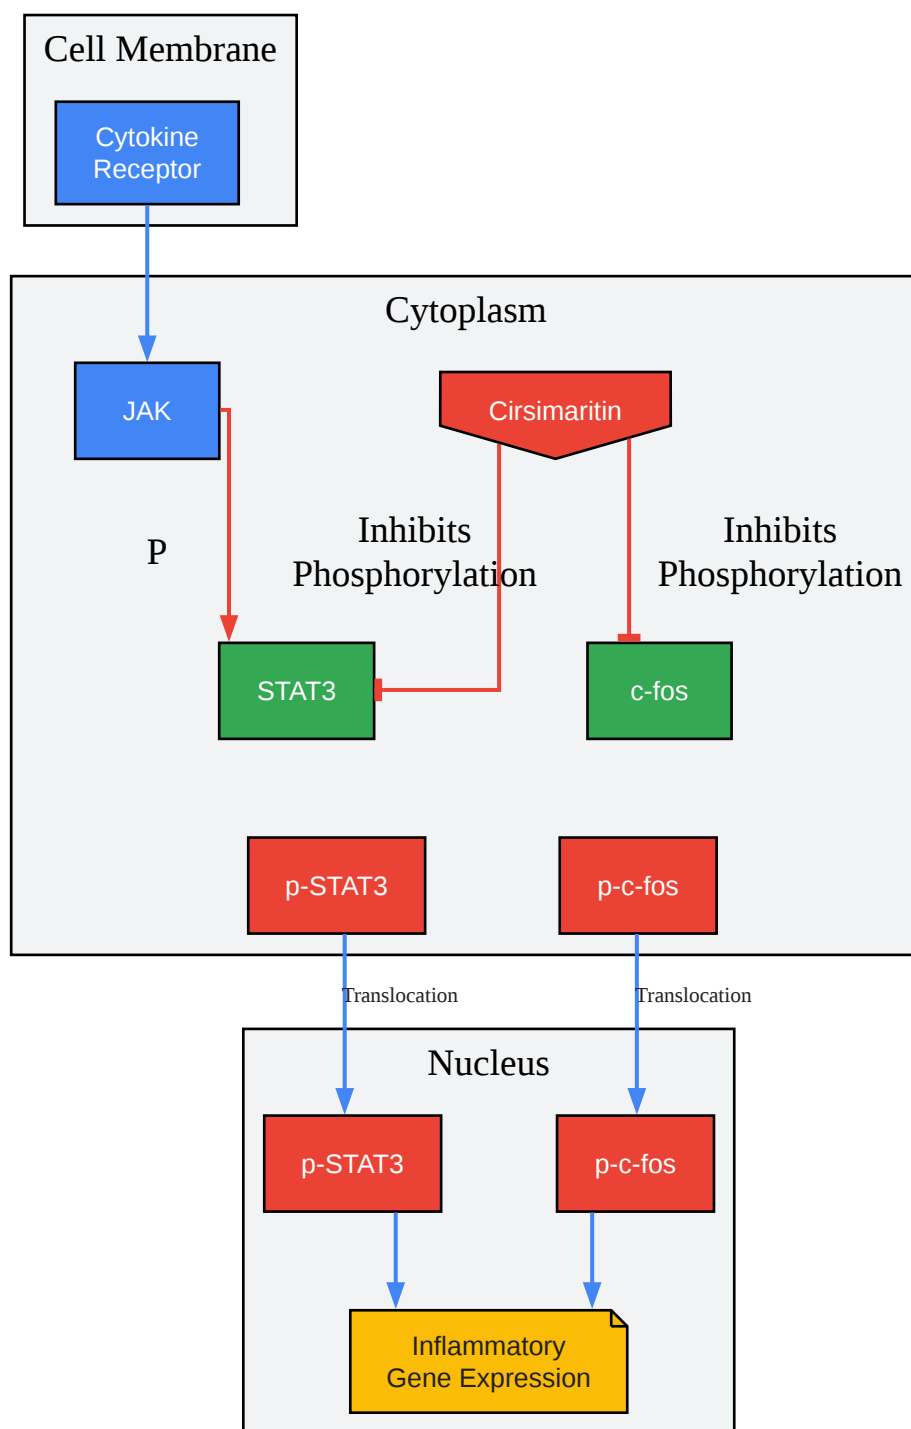 Cell Membrane
Cytokine
Receptor
Cytoplasm
JAK
Cirsimaritin
P
Inhibits
Phosphorylation
Inhibits
Phosphorylation
STAT3
c-fos
p-STAT3
p-c-fos
Translocation
Translocation
Nucleus
p-STAT3
p-c-fos
Inflammatory
Gene Expression